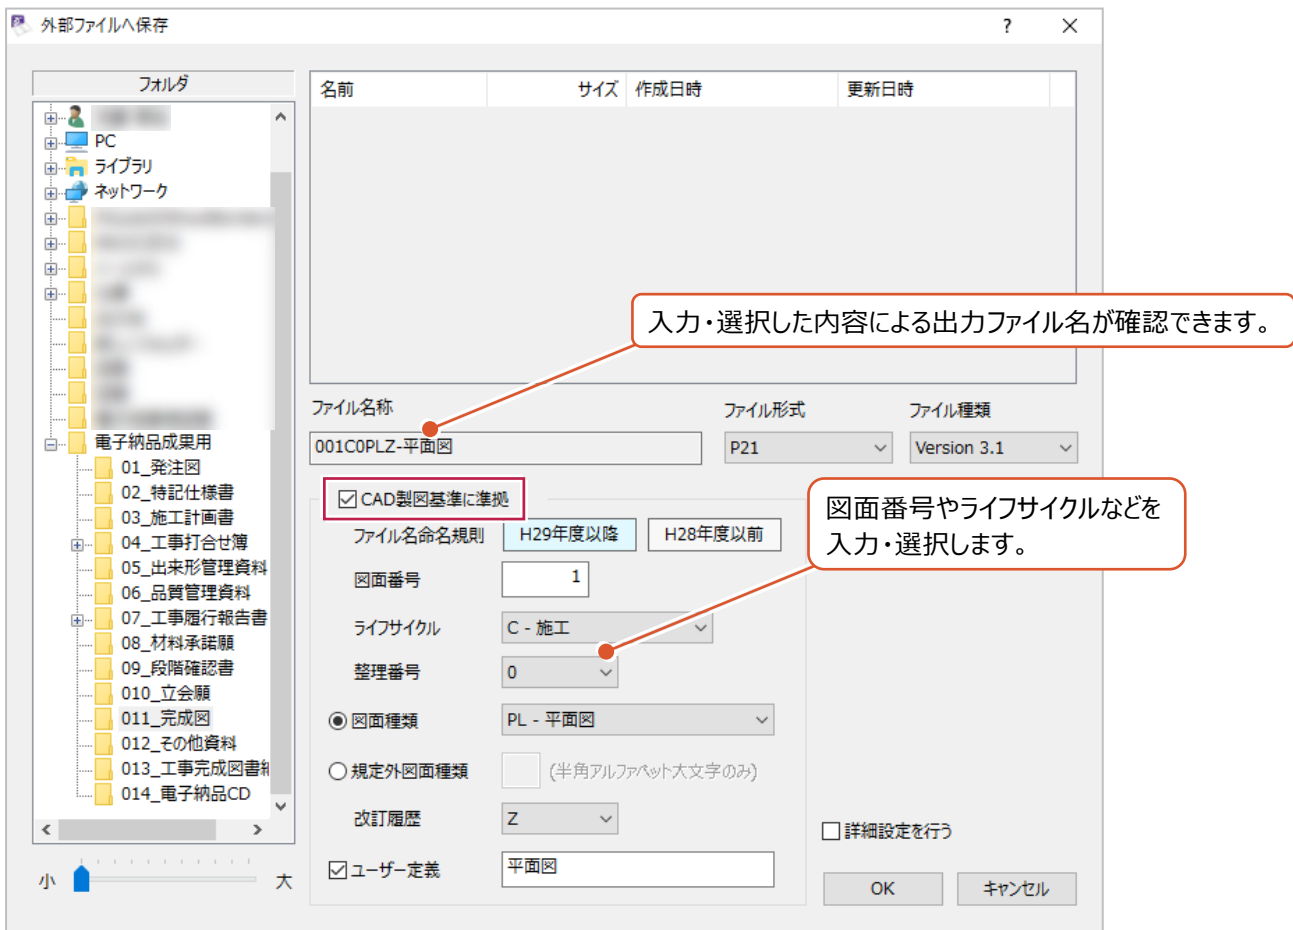 外部ファイルへ保存
?
フォルダ
名前 サイズ 作成日時 更新日時
PC
ライブラリ
ネットワーク
電子納品成果用
01_発注図
02_特記仕様書
03_施工計画書
04_工事打合せ簿
05_出来形管理資料
06_品質管理資料
07_工事履行報告書
08_材料承諾願
09_段階確認書
010_立会願
011_完成図
012_その他資料
013_工事完成図書
014_電子納品CD
小 大
入力・選択した内容による出力ファイル名が確認できます。
ファイル名称 ファイル形式 ファイル種類
001C0PLZ-平面図 P21 Version 3.1
CAD製図基準に準拠
ファイル名命名規則 H29年度以降 H28年度以前
図面番号やライフサイクルなどを
入力・選択します。
図面番号 1
ライフサイクル C - 施工
整理番号 0
図面種類 PL - 平面図
規定外図面種類 (半角アルファベット大文字のみ)
改訂履歴 Z
詳細設定を行う
ユーザー定義 平面図
OK キャンセル